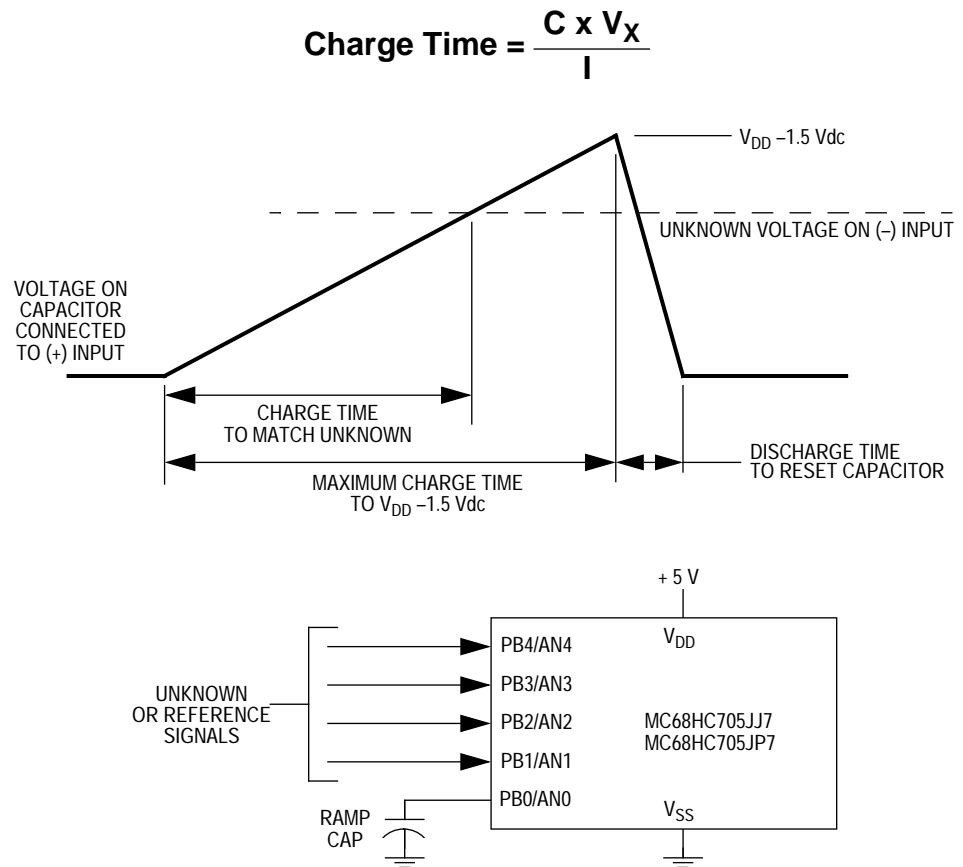 Charge Time = C x VX
I
VDD –1.5 Vdc
UNKNOWN VOLTAGE ON (–) INPUT
VOLTAGE ON
CAPACITOR
CONNECTED
TO (+) INPUT
CHARGE TIME
TO MATCH UNKNOWN
MAXIMUM CHARGE TIME
TO VDD –1.5 Vdc
DISCHARGE TIME
TO RESET CAPACITOR
+ 5 V
VDD
PB4/AN4
PB3/AN3
PB2/AN2
PB1/AN1
PB0/AN0
UNKNOWN
OR REFERENCE
SIGNALS
MC68HC705JJ7
MC68HC705JP7
RAMP
CAP
VSS